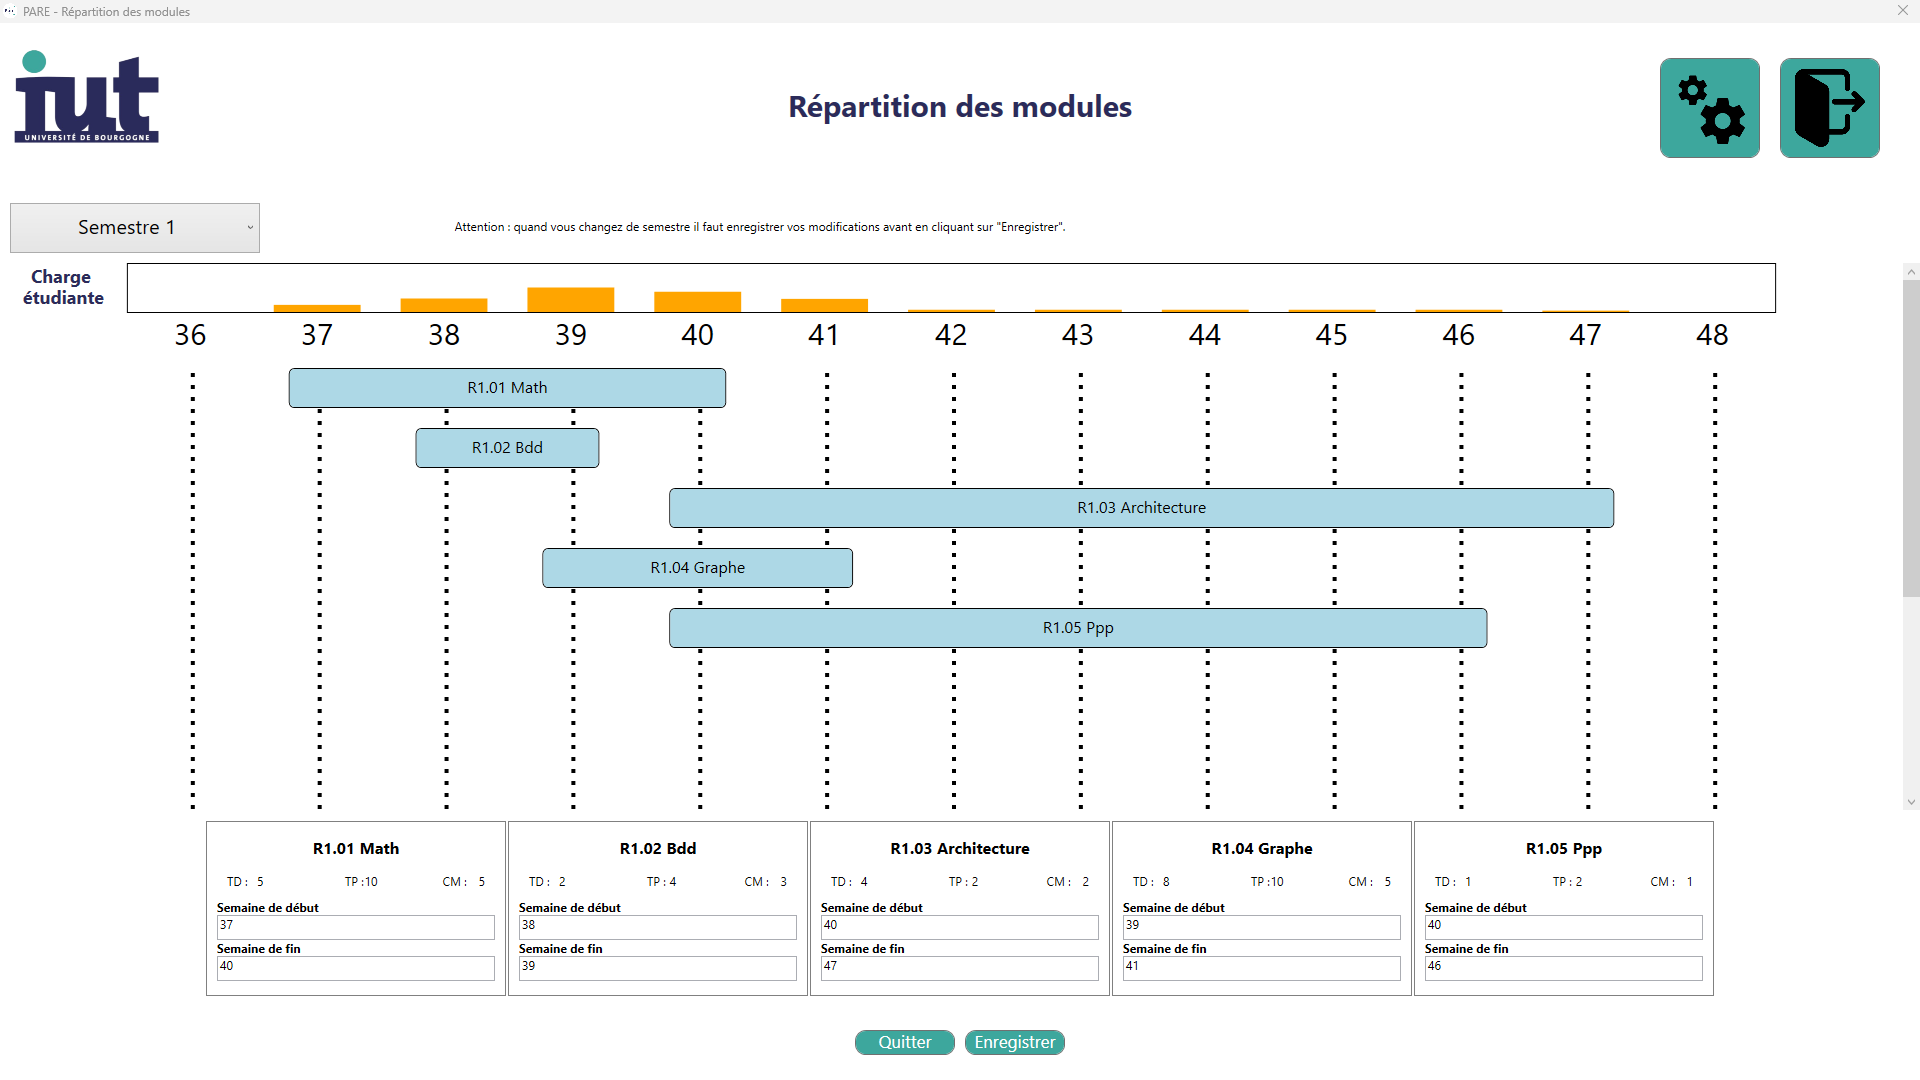 PARE - Répartition des modules
iut
UNIVERSITÉ DE BOURGOGNE
Répartition des modules
Semestre 1
Attention : quand vous changez de semestre il faut enregistrer vos modifications avant en cliquant sur "Enregistrer".
Charge
étudiante
36 37 38 39 40 41 42 43 44 45 46 47 48
R1.01 Math
R1.02 Bdd
R1.03 Architecture
R1.04 Graphe
R1.05 Ppp
R1.01 Math
TD : 5 TP :10 CM : 5
Semaine de début
37
Semaine de fin
40
R1.02 Bdd
TD : 2 TP : 4 CM : 3
Semaine de début
38
Semaine de fin
39
R1.03 Architecture
TD : 4 TP : 2 CM : 2
Semaine de début
40
Semaine de fin
47
R1.04 Graphe
TD : 8 TP :10 CM : 5
Semaine de début
39
Semaine de fin
41
R1.05 Ppp
TD : 1 TP : 2 CM : 1
Semaine de début
40
Semaine de fin
46
Quitter Enregistrer